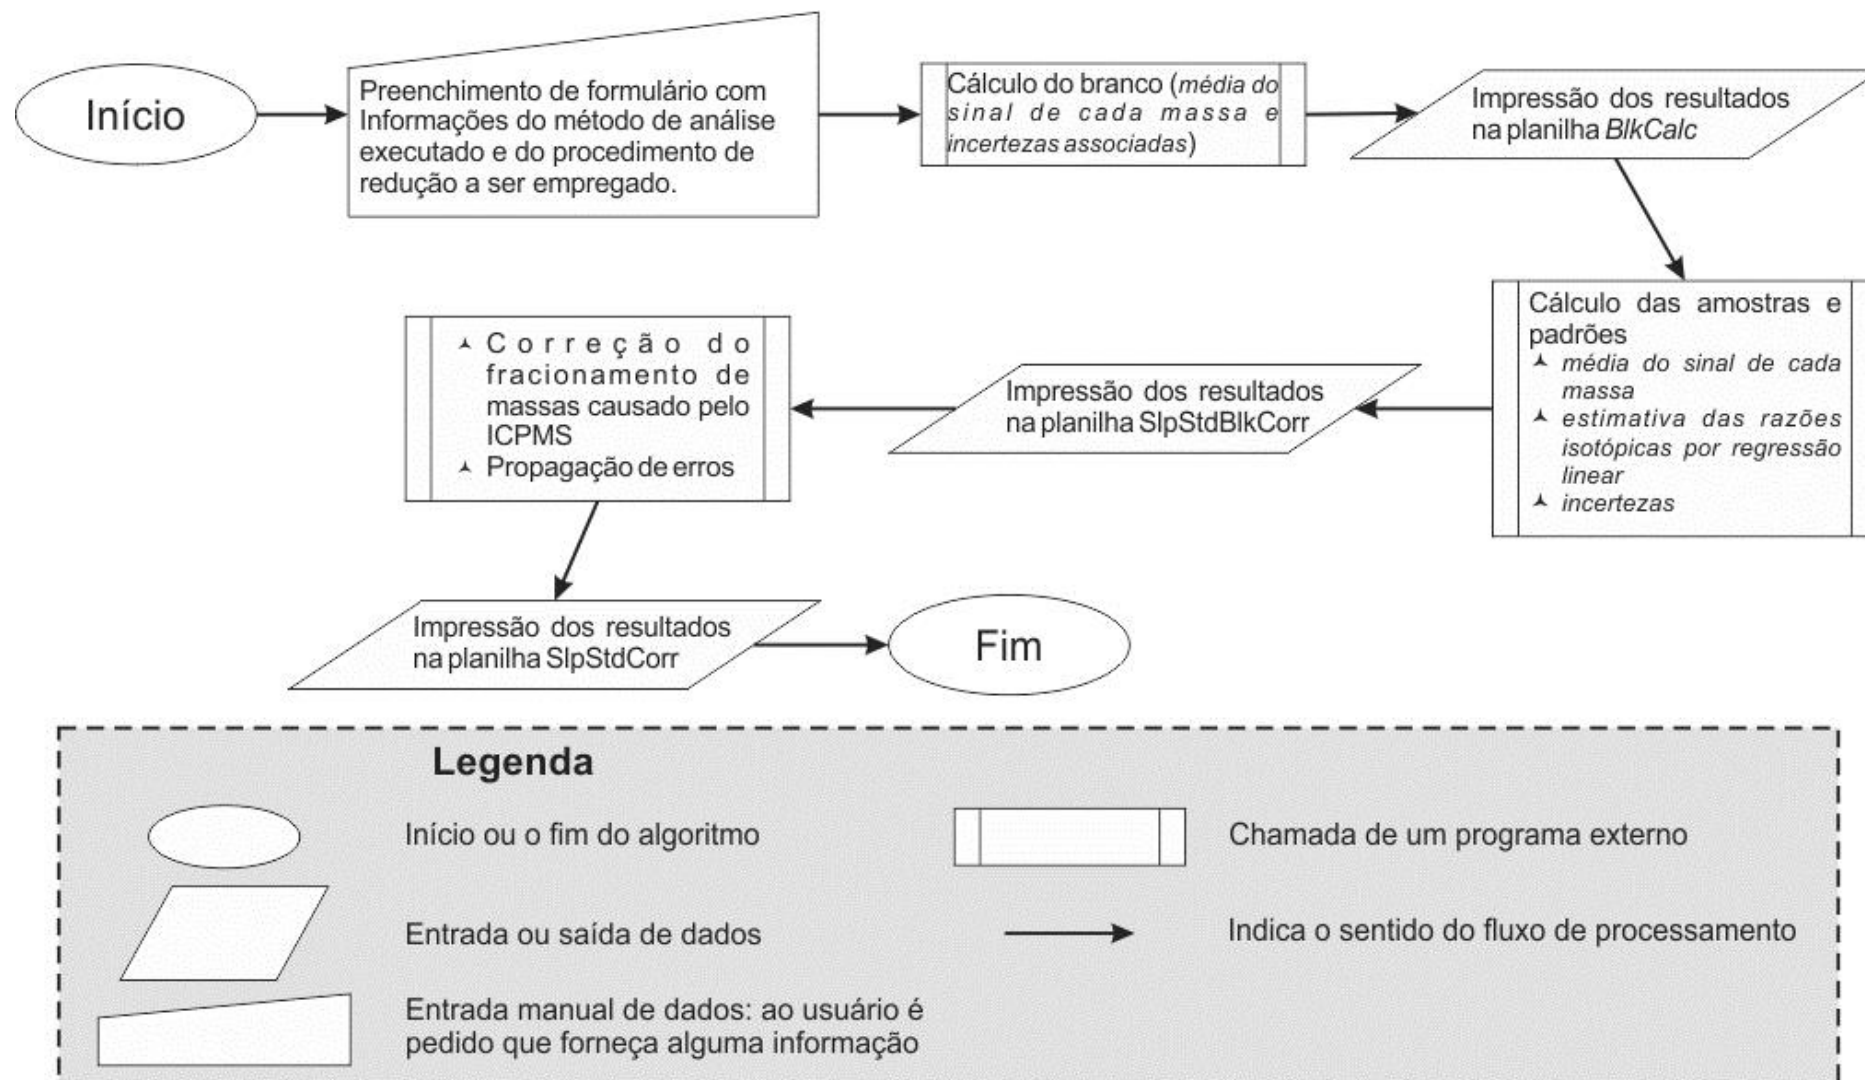 Início
Preenchimento de formulário com
Informações do método de análise
executado e do procedimento de
redução a ser empregado.
Cálculo do branco (média do
sinal de cada massa e
incertezas associadas)
Impressão dos resultados
na planilha BlkCalc
Cálculo das amostras e
padrões
média do sinal de cada
massa
estimativa das razões
isotópicas por regressão
linear
incertezas
Impressão dos resultados
na planilha SlpStdBlkCorr
Correção do
fracionamento de
massas causado pelo
ICPMS
Propagação de erros
Impressão dos resultados
na planilha SlpStdCorr
Fim
Legenda
Início ou o fim do algoritmo
Entrada ou saída de dados
Entrada manual de dados: ao usuário é
pedido que forneça alguma informação
Chamada de um programa externo
Indica o sentido do fluxo de processamento